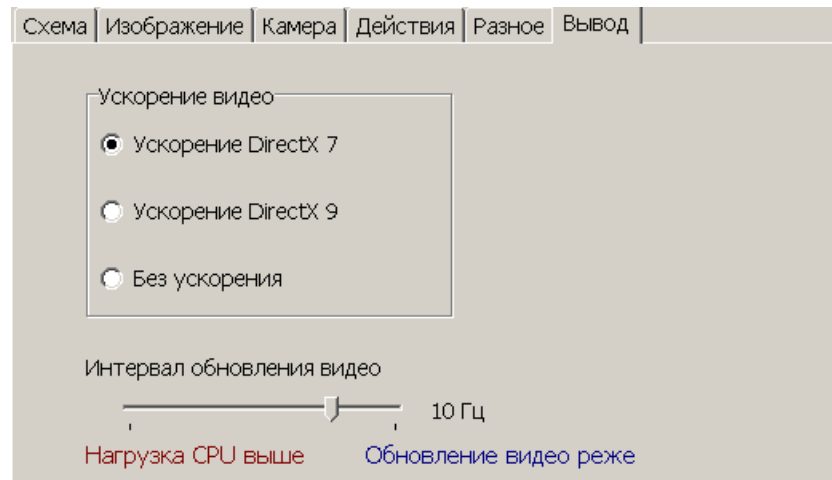 Схема Изображение Камера Действия Разное Вывод
Ускорение видео
Ускорение DirectX 7
Ускорение DirectX 9
Без ускорения
Интервал обновления видео
10 Гц
Нагрузка CPU выше Обновление видео реже